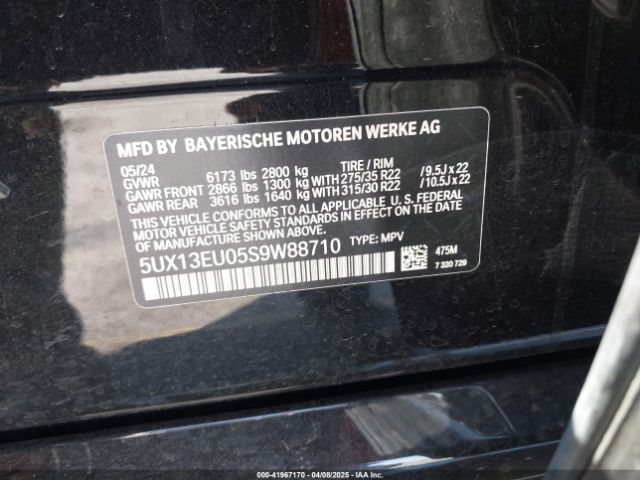 MFD BY BAYERISCHE MOTOREN WERKE AG
05/24 TIRE / RIM
GVWR 6173 lbs 2800 kg
GAWR FRONT 2866 lbs 1300 kg WITH 275/35 R22 /9.5J x 22
GAWR REAR 3616 lbs 1640 kg WITH 315/30 R22 /10.5J x 22
THIS VEHICLE CONFORMS TO ALL APPLICABLE U.S. FEDERAL
MOTOR VEHICLE SAFETY STANDARDS IN EFFECT ON THE
DATE OF MANUFACTURE SHOWN ABOVE.
5UX13EU05S9W88710 TYPE: MPV
475M
7 320 729
000-41967170 04/08/2025 - IAAI.COM